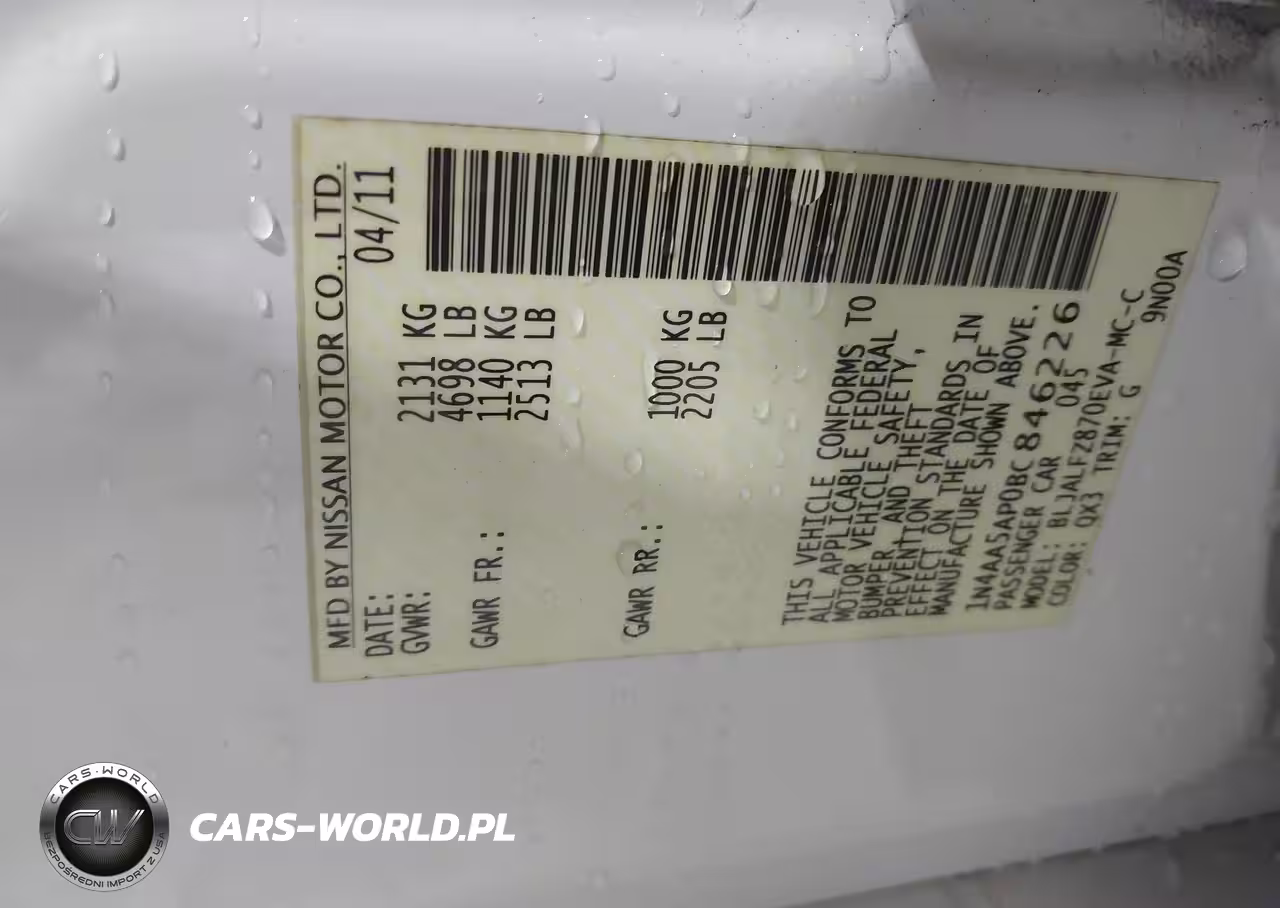 MFD BY NISSAN MOTOR CO., LTD.
DATE: 04/11
GVWR: 2131 KG
4698 LB
GAWR FR.: 1140 KG
2513 LB
GAWR RR.: 1000 KG
2205 LB
THIS VEHICLE CONFORMS TO
ALL APPLICABLE FEDERAL
MOTOR VEHICLE SAFETY,
BUMPER AND THEFT
PREVENTION STANDARDS IN
EFFECT ON THE DATE OF
MANUFACTURE SHOWN ABOVE.
1N4AA5AP0BC846226
PASSENGER CAR 045
MODEL: BLJALFZ870EVA-MC-C
COLOR: QX3 TRIM: G 9N00A
CARS-WORLD
CW
BEZPOŚREDNI IMPORT Z USA
CARS-WORLD.PL